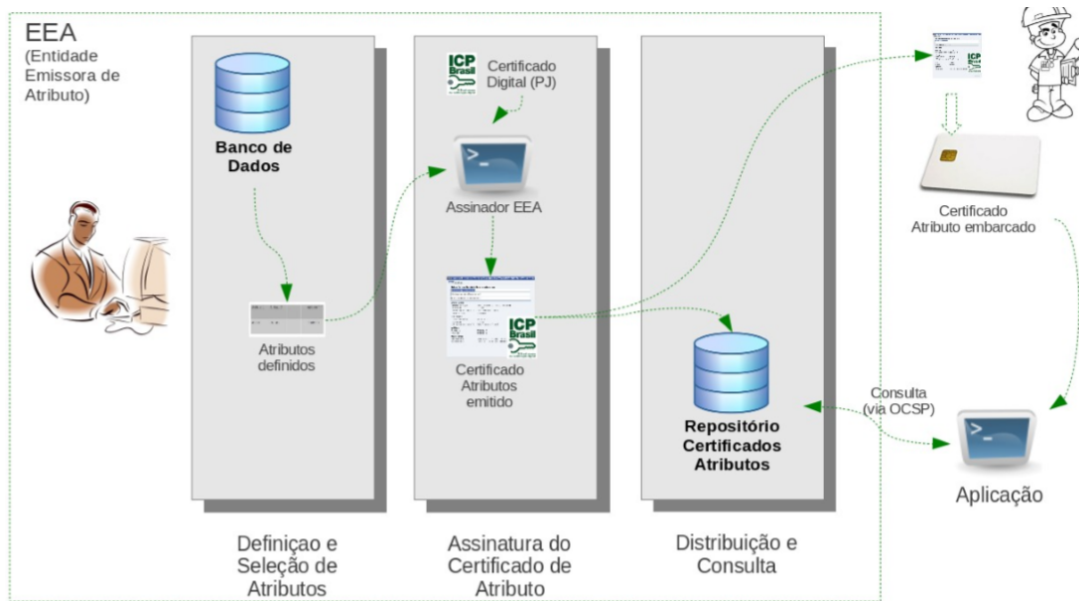 EEA
(Entidade
Emissora de
Atributo)
Banco de
Dados
Atributos
definidos
Definiçao e
Seleção de
Atributos
ICP
Brasil
Certificado
Digital (PJ)
>_
Assinador EEA
ICP
Brasil
Certificado
Atributos
emitido
Assinatura do
Certificado de
Atributo
Repositório
Certificados
Atributos
Distribuição e
Consulta
ICP
Certificado
Atributo embarcado
Consulta
(via OCSP)
>_
Aplicação